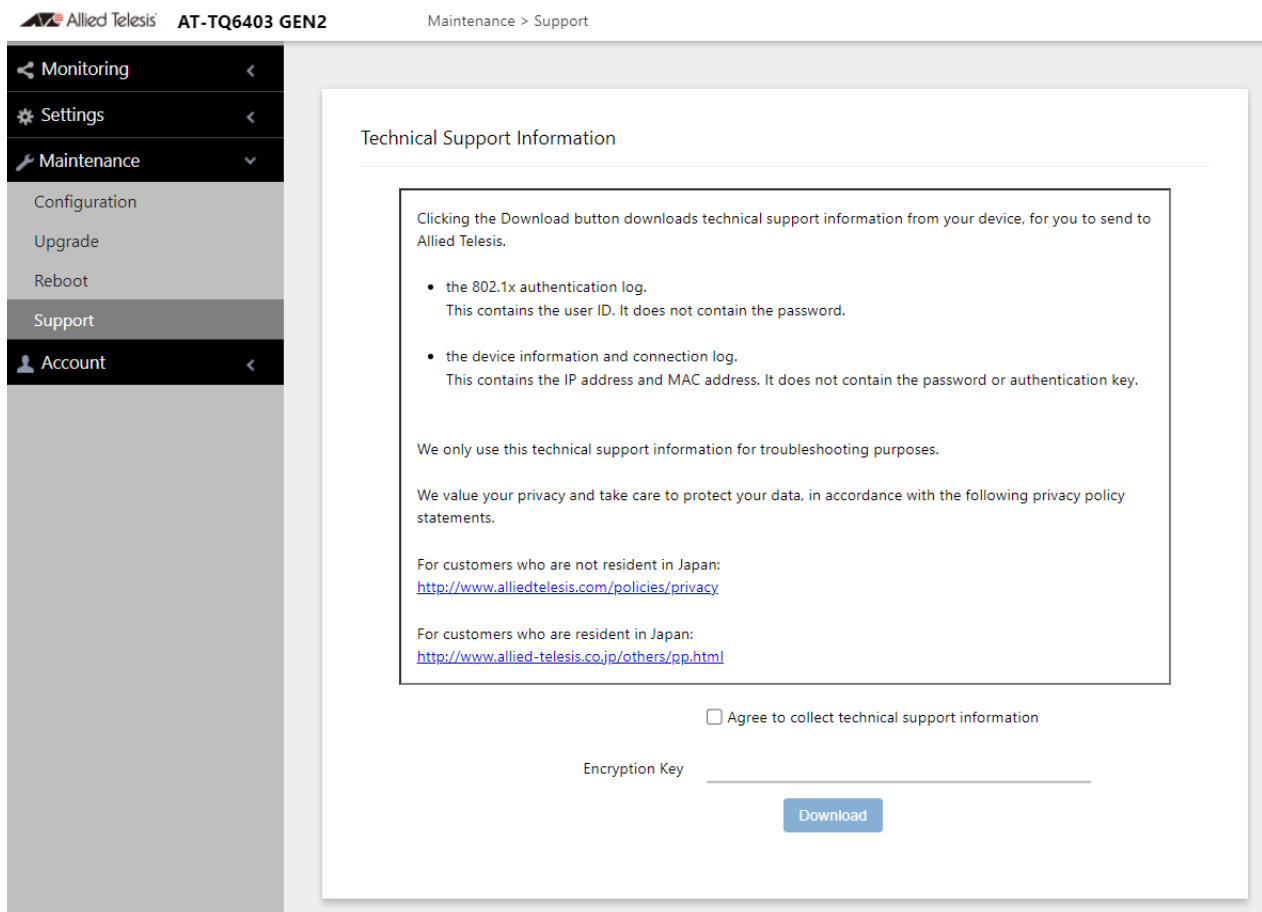 Allied Telesis AT-TQ6403 GEN2 Maintenance > Support
Monitoring
Settings
Maintenance
Configuration
Upgrade
Reboot
Support
Account
Technical Support Information
Clicking the Download button downloads technical support information from your device, for you to send to
Allied Telesis.
• the 802.1x authentication log.
This contains the user ID. It does not contain the password.
• the device information and connection log.
This contains the IP address and MAC address. It does not contain the password or authentication key.
We only use this technical support information for troubleshooting purposes.
We value your privacy and take care to protect your data, in accordance with the following privacy policy
statements.
For customers who are not resident in Japan:
http://www.alliedtelesis.com/policies/privacy
For customers who are resident in Japan:
http://www.allied-telesis.co.jp/others/pp.html
Agree to collect technical support information
Encryption Key
Download